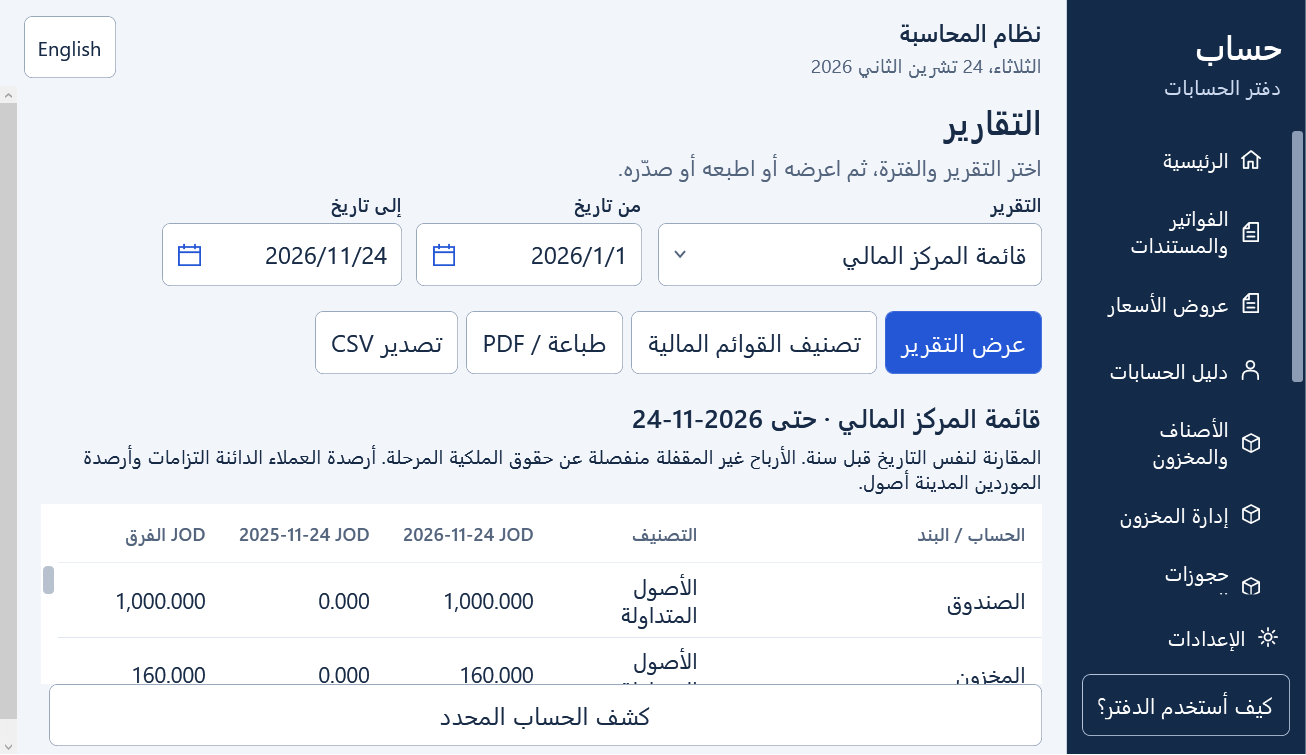 حساب
دفتر الحسابات
الرئيسية
الفواتير
والمستندات
عروض الأسعار
دليل الحسابات
الأصناف
والمخزون
إدارة المخزون
حجوزات
الإعدادات
كيف أستخدم الدفتر؟
نظام المحاسبة
الثلاثاء، 24 تشرين الثاني 2026
English
التقارير
اختر التقرير والفترة، ثم اعرضه أو اطبعه أو صدّره.
التقرير من تاريخ إلى تاريخ
قائمة المركز المالي 2026/1/1 2026/11/24
عرض التقرير تصنيف القوائم المالية طباعة / PDF تصدير CSV
قائمة المركز المالي · حتى 2026-11-24
المقارنة لنفس التاريخ قبل سنة. الأرباح غير المقفلة منفصلة عن حقوق الملكية المرحلة. أرصدة العملاء الدائنة التزامات وأرصدة
الموردين المدينة أصول.
الحساب / البند التصنيف 2026-11-24 JOD 2025-11-24 JOD الفرق JOD
الصندوق الأصول المتداولة 1,000.000 0.000 1,000.000
المخزون الأصول 160.000 0.000 160.000
كشف الحساب المحدد